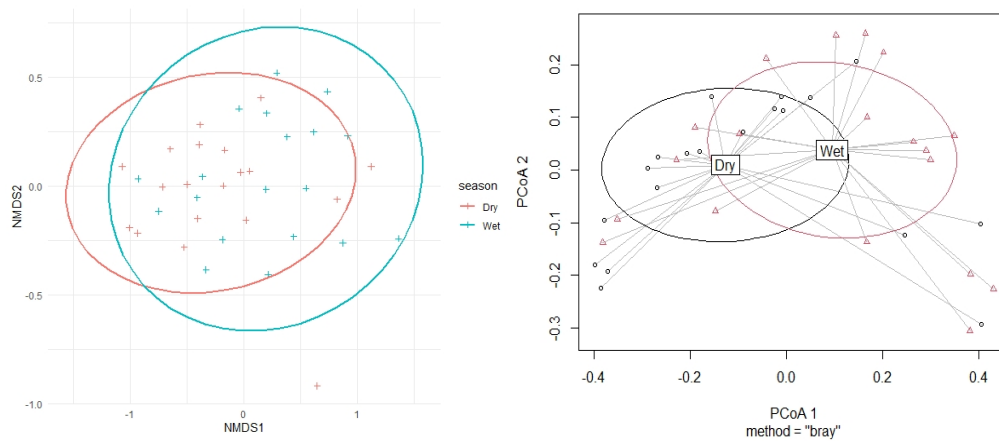 0.5
0.0
-0.5
-1.0
NMDS2
-1
0
1
NMDS1
season
Dry
Wet
PCoA 2
0.2
0.1
0.0
-0.1
-0.2
-0.3
Dry
Wet
-0.4
-0.2
0.0
0.2
0.4
PCoA 1
method = "bray"